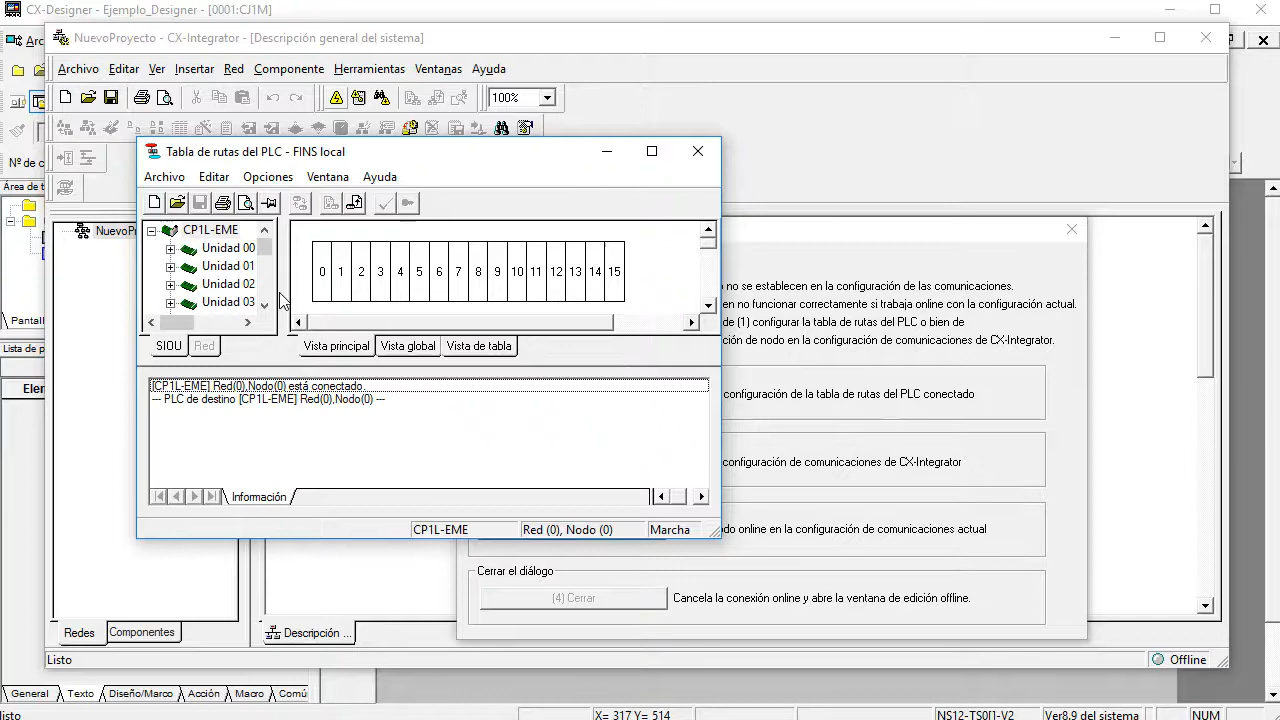 CX-Designer - Ejemplo_Designer - [0001:CJ1M]
NuevoProyecto - CX-Integrator - [Descripción general del sistema]
Archivo Editar Ver Insertar Red Componente Herramientas Ventanas Ayuda
100%
Nº de c
Tabla de rutas del PLC - FINS local
Archivo Editar Opciones Ventana Ayuda
Área de t
NuevoPro
CP1L-EME
Unidad 00
Unidad 01
Unidad 02
Unidad 03
0 1 2 3 4 5 6 7 8 9 10 11 12 13 14 15
SIOU Red
Vista principal Vista global Vista de tabla
Pantall
Lista de p
Elen
[CP1L-EME] Red(0),Nodo(0) está conectado.
--- PLC de destino [CP1L-EME] Red(0),Nodo(0) ---
Información
CP1L-EME Red (0), Nodo (0) Marcha
no se establecen en la configuración de las comunicaciones.
en no funcionar correctamente si trabaja online con la configuración actual.
de (1) configurar la tabla de rutas del PLC o bien de
ción de nodo en la configuración de comunicaciones de CX-Integrator.
configuración de la tabla de rutas del PLC conectado
configuración de comunicaciones de CX-Integrator
do online en la configuración de comunicaciones actual
Cerrar el diálogo
(4) Cerrar Cancela la conexión online y abre la ventana de edición offline.
Redes Componentes
Descripción ...
Listo Offline
General Texto Diseño/Marco Acción Macro Comú
isto X= 317 Y= 514 NS12-TS0[]1-V2 Ver8.9 del sistema NUM